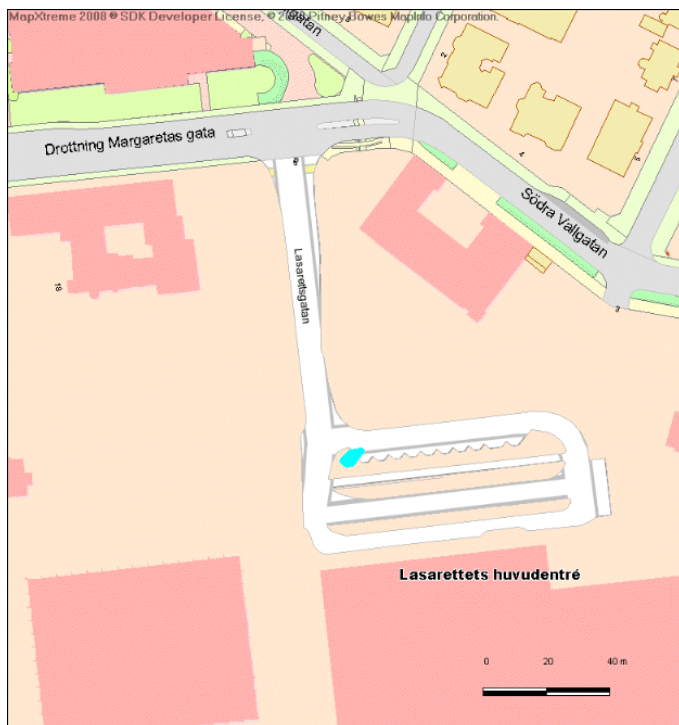 MapXtreme 2008 ® SDK Developer License, © 2008 Pitney Bowes MapInfo Corporation.
Drottning Margaretas gata
Södra Vallgatan
4
3
Lasarettsgatan
18
Lasarettets huvudentré
0 20 40 m